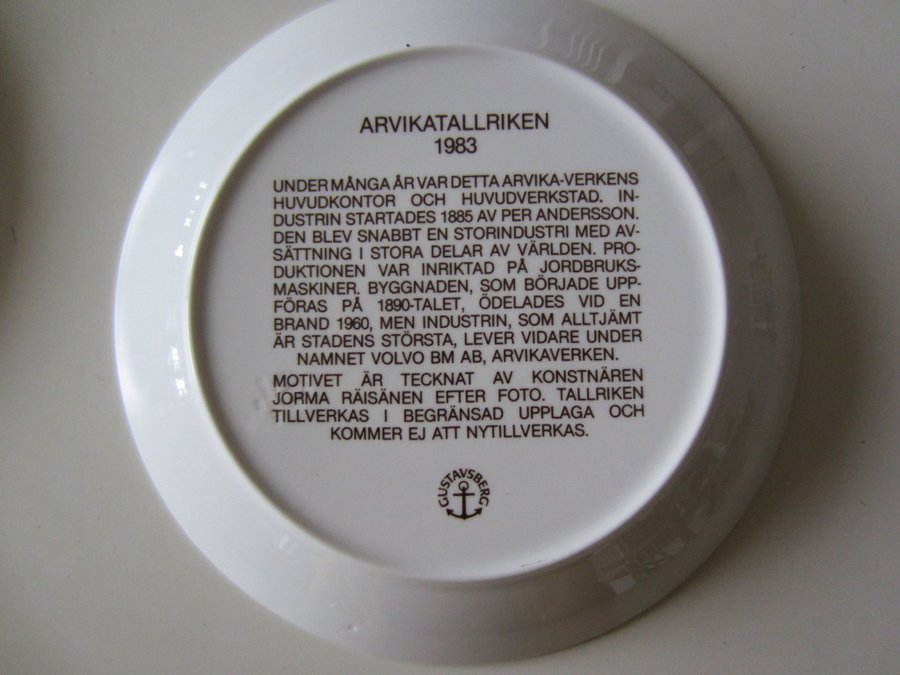 ARVIKATALLRIKEN
1983
UNDER MÅNGA ÅR VAR DETTA ARVIKA-VERKENS
HUVUDKONTOR OCH HUVUDVERKSTAD. IN-
DUSTRIN STARTADES 1885 AV PER ANDERSSON.
DEN BLEV SNABBT EN STORINDUSTRI MED AV-
SÄTTNING I STORA DELAR AV VÄRLDEN. PRO-
DUKTIONEN VAR INRIKTAD PÅ JORDBRUKS-
MASKINER. BYGGNADEN, SOM BÖRJADE UPP-
FÖRAS PÅ 1890-TALET, ÖDELADES VID EN
BRAND 1960, MEN INDUSTRIN, SOM ALLTJÄMT
ÄR STADENS STÖRSTA, LEVER VIDARE UNDER
NAMNET VOLVO BM AB, ARVIKAVERKEN.
MOTIVET ÄR TECKNAT AV KONSTNÄREN
JORMA RÄISÄNEN EFTER FOTO. TALLRIKEN
TILLVERKAS I BEGRÄNSAD UPPLAGA OCH
KOMMER EJ ATT NYTILLVERKAS.
GUSTAVSBERG